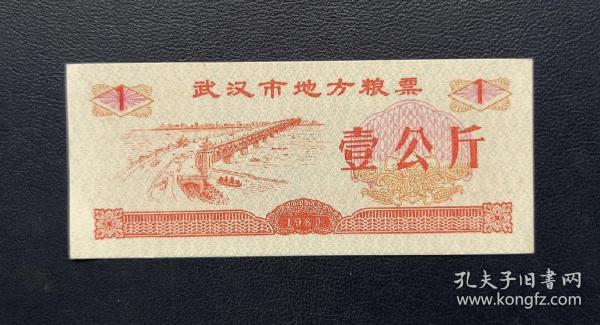 1 武汉市地方粮票 1
壹公斤
孔夫子旧书网
www.kongfz.com